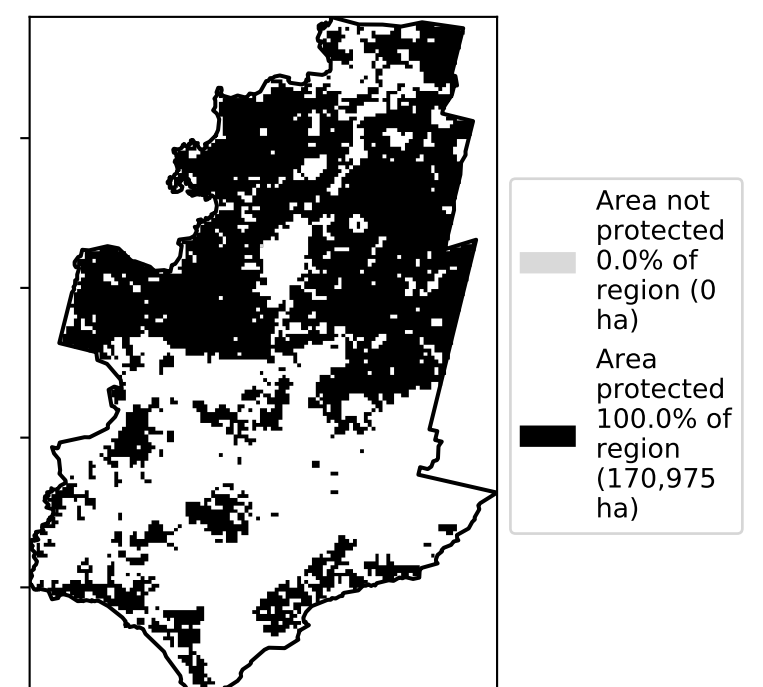 Area not
protected
0.0% of
region (0
ha)
Area
protected
100.0% of
region
(170,975
ha)